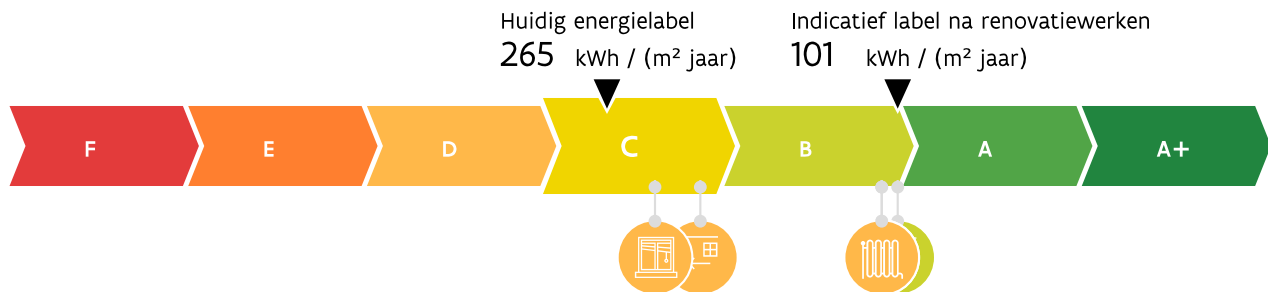 Huidig energielabel
265 kWh / (m² jaar)
Indicatief label na renovatiewerken
101 kWh / (m² jaar)
F E D C B A A+